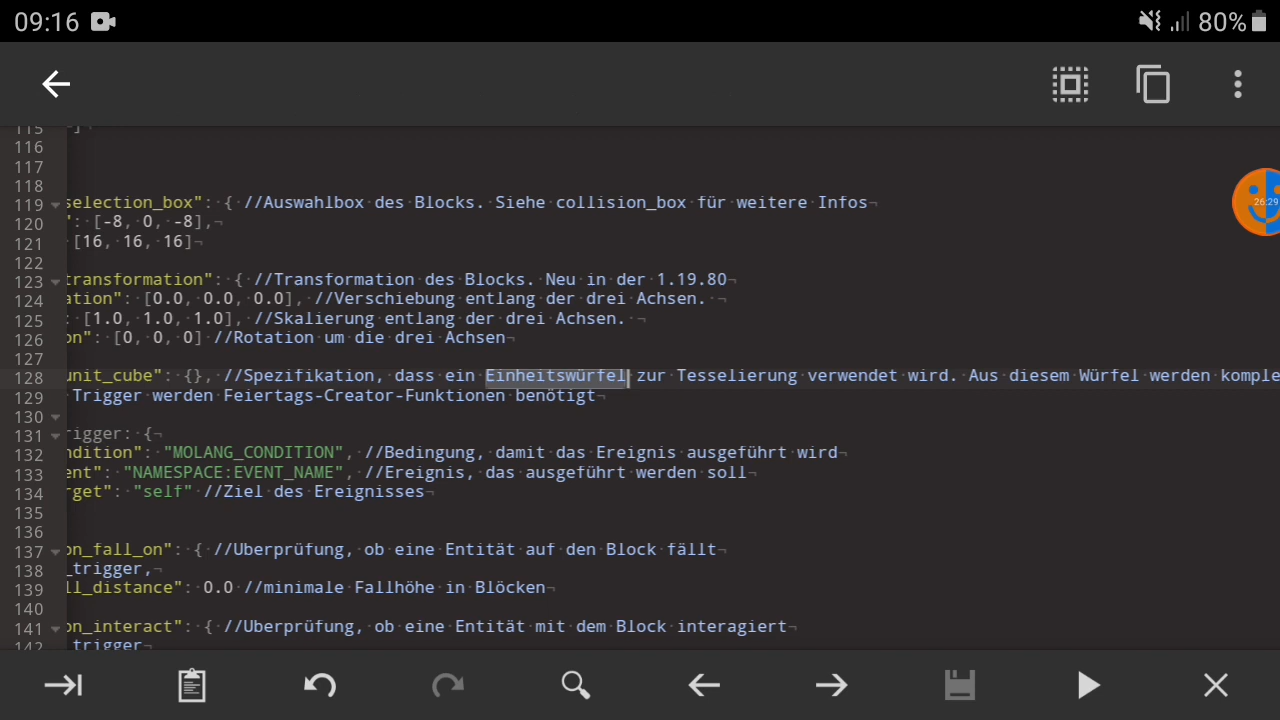 09:16
80%
26:29
115 ]
116
117
118
119 selection_box": { //Auswahlbox des Blocks. Siehe collision_box für weitere Infos
120 ": [-8, 0, -8],
121 [16, 16, 16]
122
123 transformation": { //Transformation des Blocks. Neu in der 1.19.80
124 ation": [0.0, 0.0, 0.0], //Verschiebung entlang der drei Achsen.
125 : [1.0, 1.0, 1.0], //Skalierung entlang der drei Achsen.
126 on": [0, 0, 0] //Rotation um die drei Achsen
127
128 unit_cube": {}, //Spezifikation, dass ein Einheitswürfel zur Tesselierung verwendet wird. Aus diesem Würfel werden komple
129 Trigger werden Feiertags-Creator-Funktionen benötigt
130
131 rigger: {
132 ndition": "MOLANG_CONDITION", //Bedingung, damit das Ereignis ausgeführt wird
133 ent": "NAMESPACE:EVENT_NAME", //Ereignis, das ausgeführt werden soll
134 rget": "self" //Ziel des Ereignisses
135
136
137 on_fall_on": { //Überprüfung, ob eine Entität auf den Block fällt
138 _trigger,
139 ll_distance": 0.0 //minimale Fallhöhe in Blöcken
140
141 on_interact": { //Überprüfung, ob eine Entität mit dem Block interagiert
142 trigger